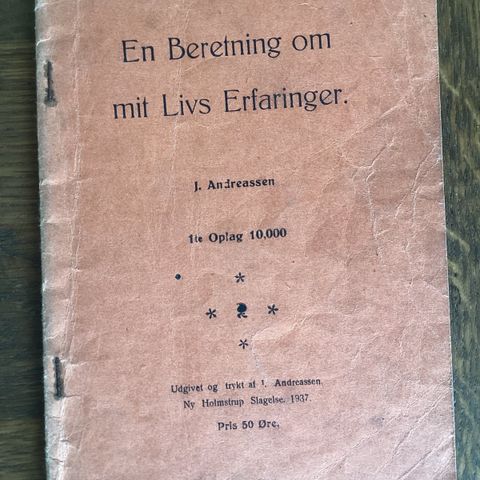 En Beretning om
mit Livs Erfaringer.
J. Andreassen
1te Oplag 10,000
*
* *
*
Udgivet og trykt af J. Andreassen.
Ny Holmstrup Slagelse. 1937.
Pris 50 Øre.